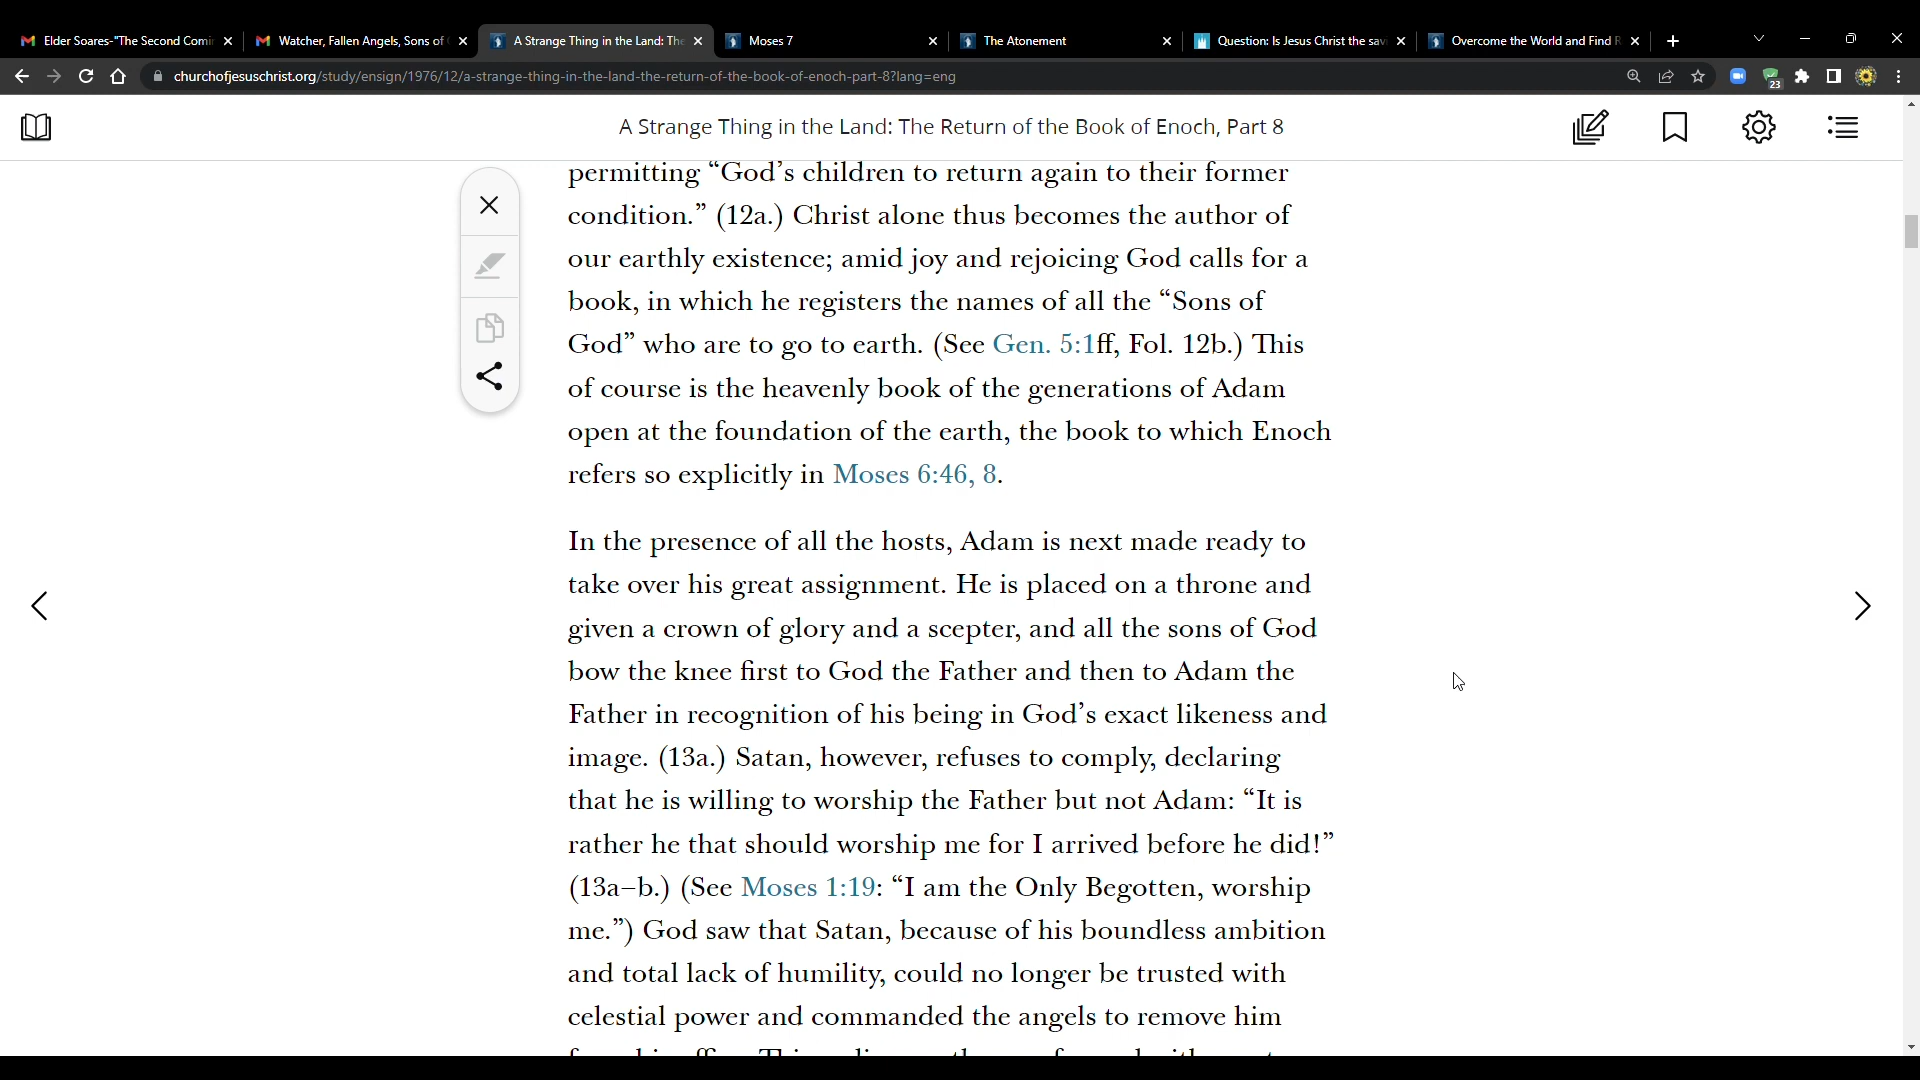 Elder Soares-"The Second Comi
Watcher, Fallen Angels, Sons of
A Strange Thing in the Land: The
Moses 7
The Atonement
Question: Is Jesus Christ the savi
Overcome the World and Find R
churchofjesuschrist.org/study/ensign/1976/12/a-strange-thing-in-the-land-the-return-of-the-book-of-enoch-part-8?lang=eng
23
A Strange Thing in the Land: The Return of the Book of Enoch, Part 8
permitting “God’s children to return again to their former
condition.” (12a.) Christ alone thus becomes the author of
our earthly existence; amid joy and rejoicing God calls for a
book, in which he registers the names of all the “Sons of
God” who are to go to earth. (See Gen. 5:1ff, Fol. 12b.) This
of course is the heavenly book of the generations of Adam
open at the foundation of the earth, the book to which Enoch
refers so explicitly in Moses 6:46, 8.
In the presence of all the hosts, Adam is next made ready to
take over his great assignment. He is placed on a throne and
given a crown of glory and a scepter, and all the sons of God
bow the knee first to God the Father and then to Adam the
Father in recognition of his being in God’s exact likeness and
image. (13a.) Satan, however, refuses to comply, declaring
that he is willing to worship the Father but not Adam: “It is
rather he that should worship me for I arrived before he did!”
(13a–b.) (See Moses 1:19: “I am the Only Begotten, worship
me.”) God saw that Satan, because of his boundless ambition
and total lack of humility, could no longer be trusted with
celestial power and commanded the angels to remove him